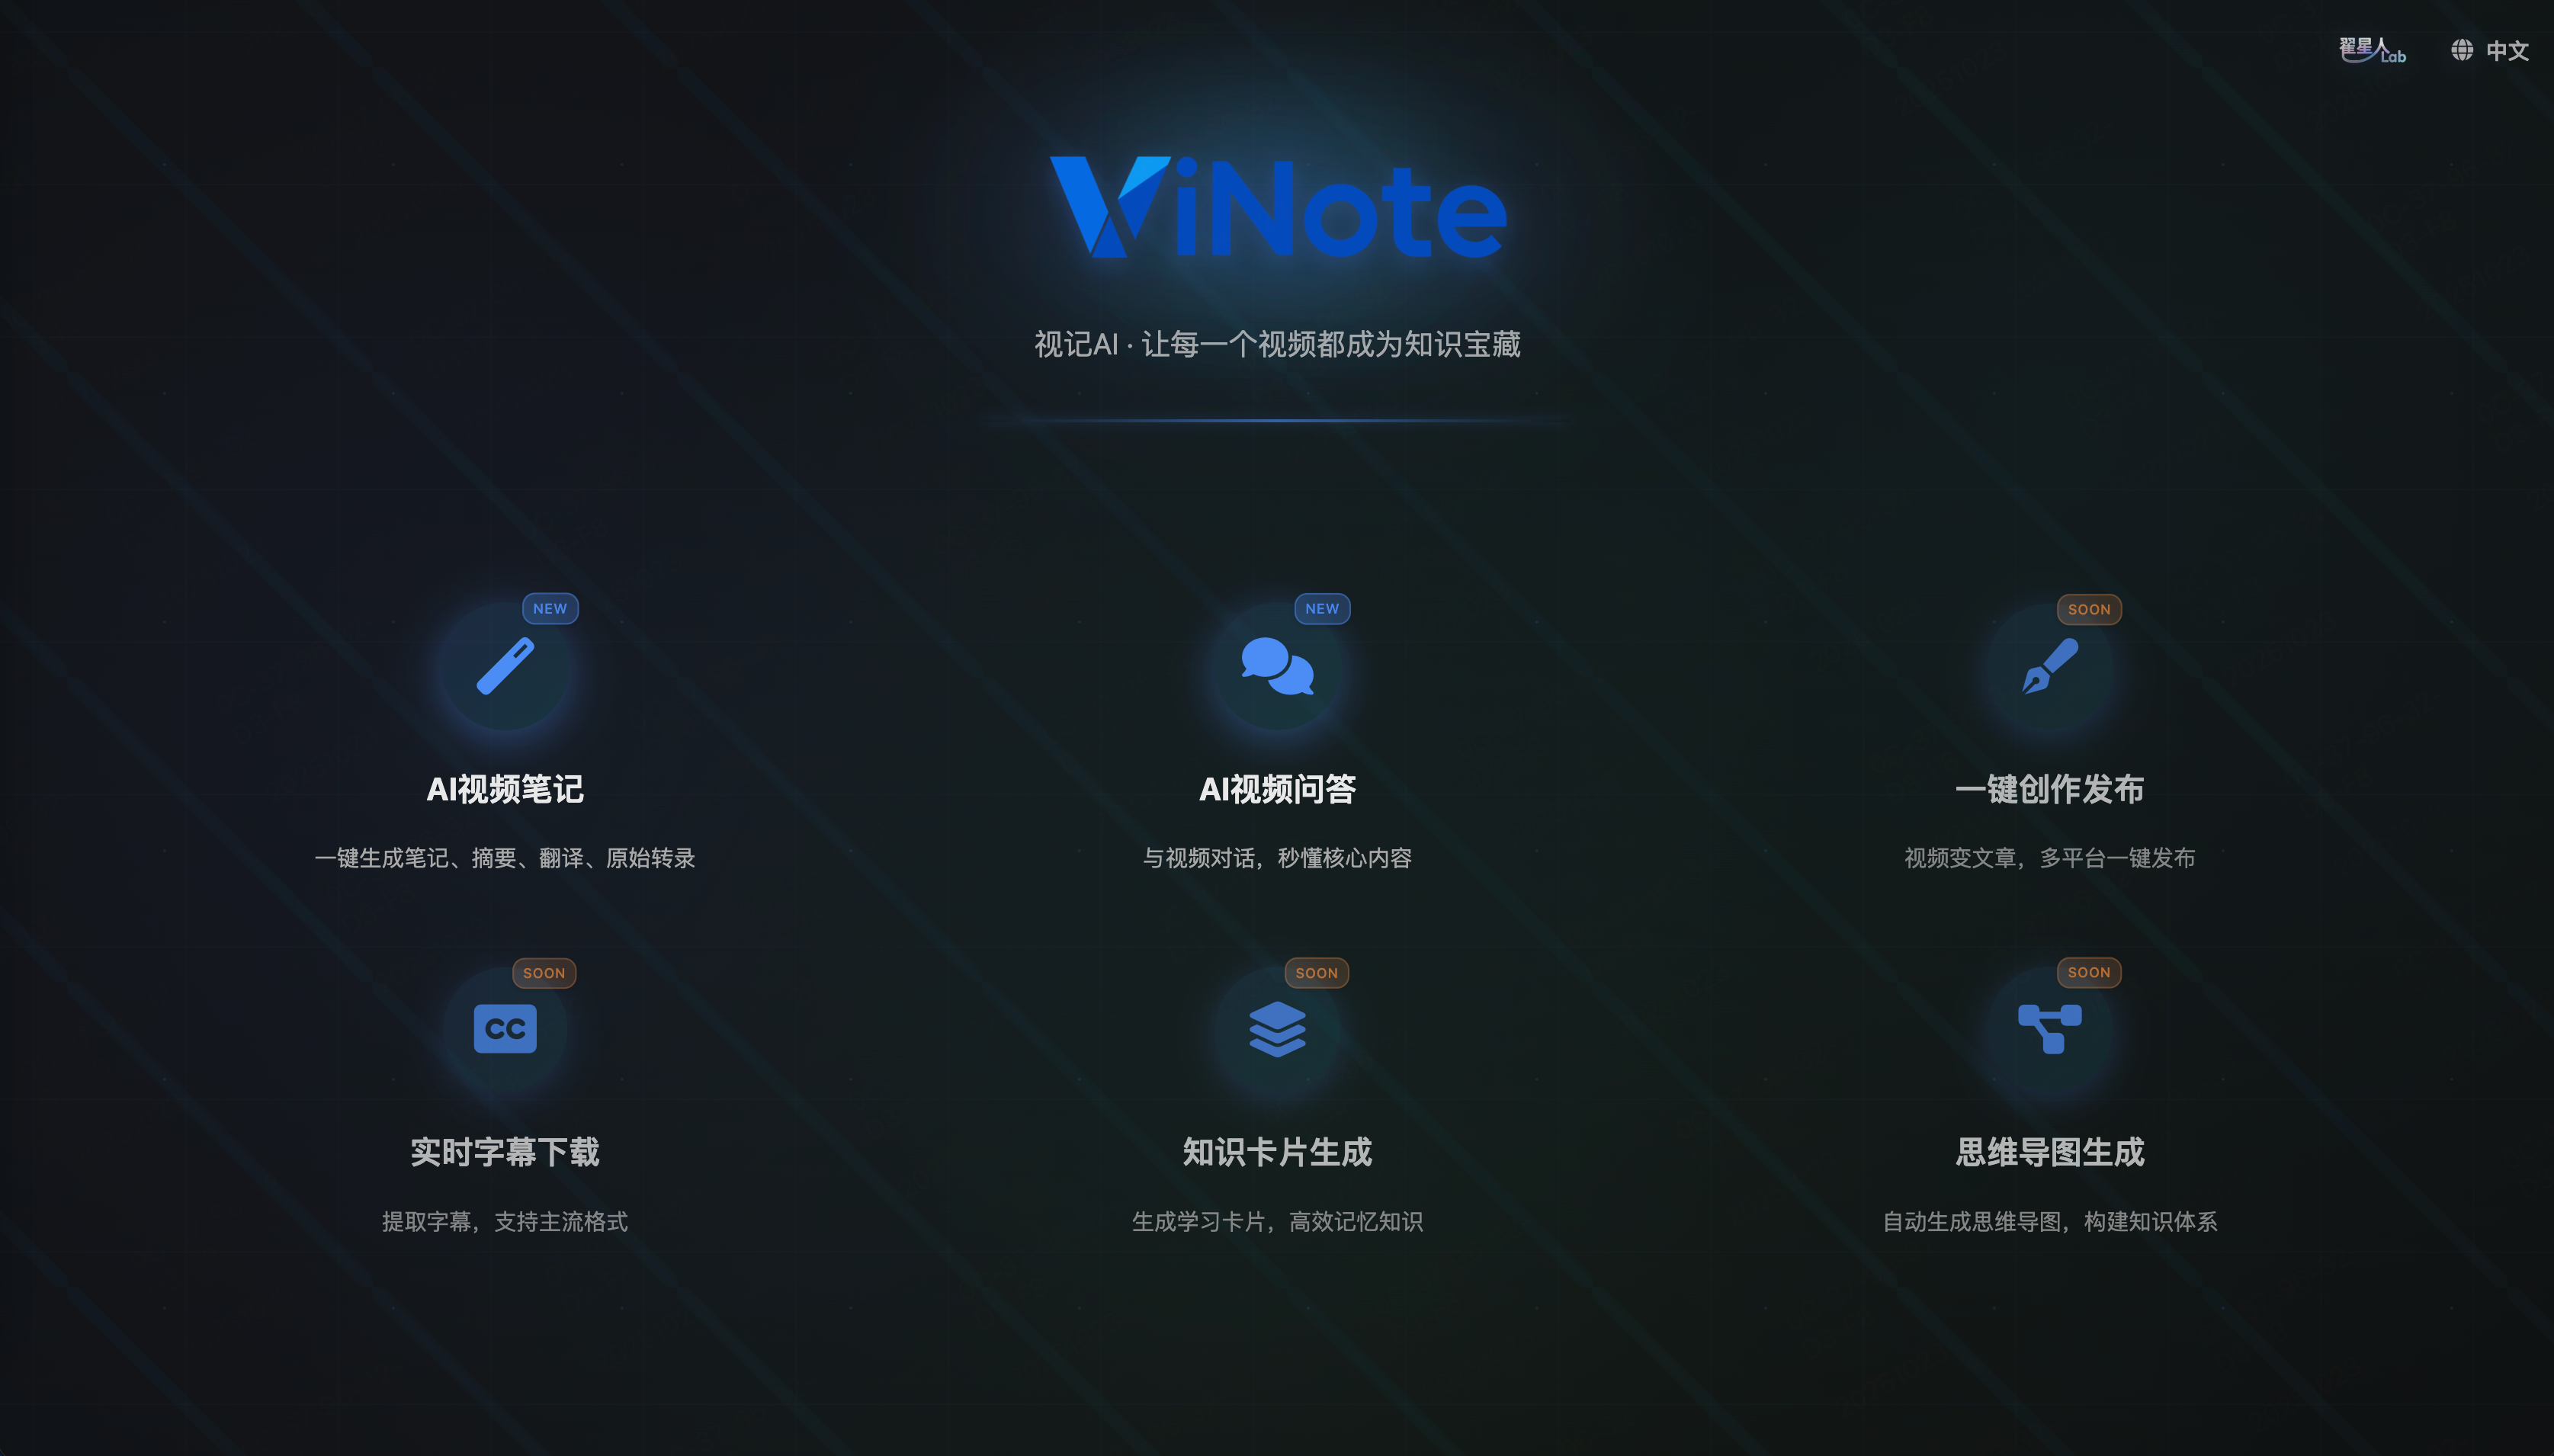 翟星人Lab
中文
ViNote
视记AI · 让每一个视频都成为知识宝藏
NEW
AI视频笔记
一键生成笔记、摘要、翻译、原始转录
NEW
AI视频问答
与视频对话，秒懂核心内容
SOON
一键创作发布
视频变文章，多平台一键发布
SOON
CC
实时字幕下载
提取字幕，支持主流格式
SOON
知识卡片生成
生成学习卡片，高效记忆知识
SOON
思维导图生成
自动生成思维导图，构建知识体系